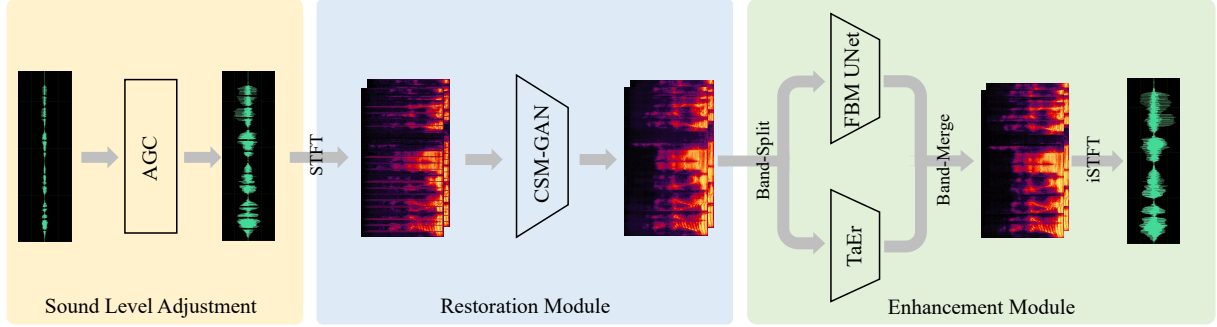 AGC
STFT
CSM-GAN
Band-Split
FBM UNet
TaEr
Band-Merge
iSTFT
Sound Level Adjustment
Restoration Module
Enhancement Module